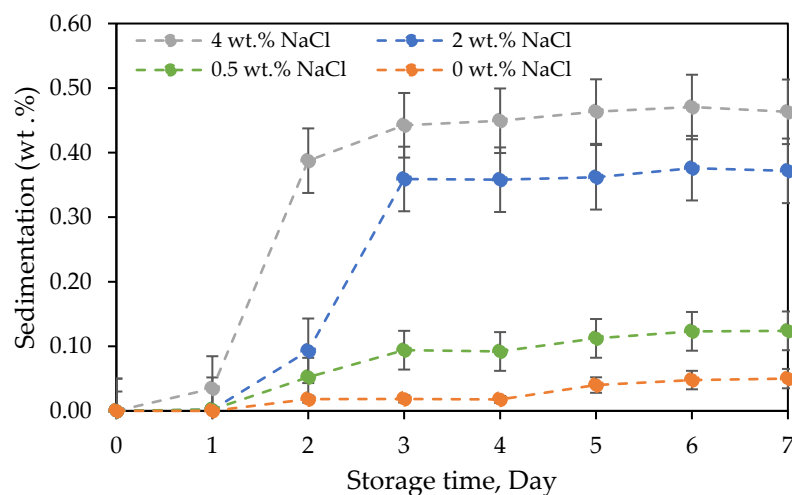 0.60
0.50
0.40
0.30
0.20
0.10
0.00
Sedimentation (wt .%)
4 wt.% NaCl
2 wt.% NaCl
0.5 wt.% NaCl
0 wt.% NaCl
0 1 2 3 4 5 6 7
Storage time, Day